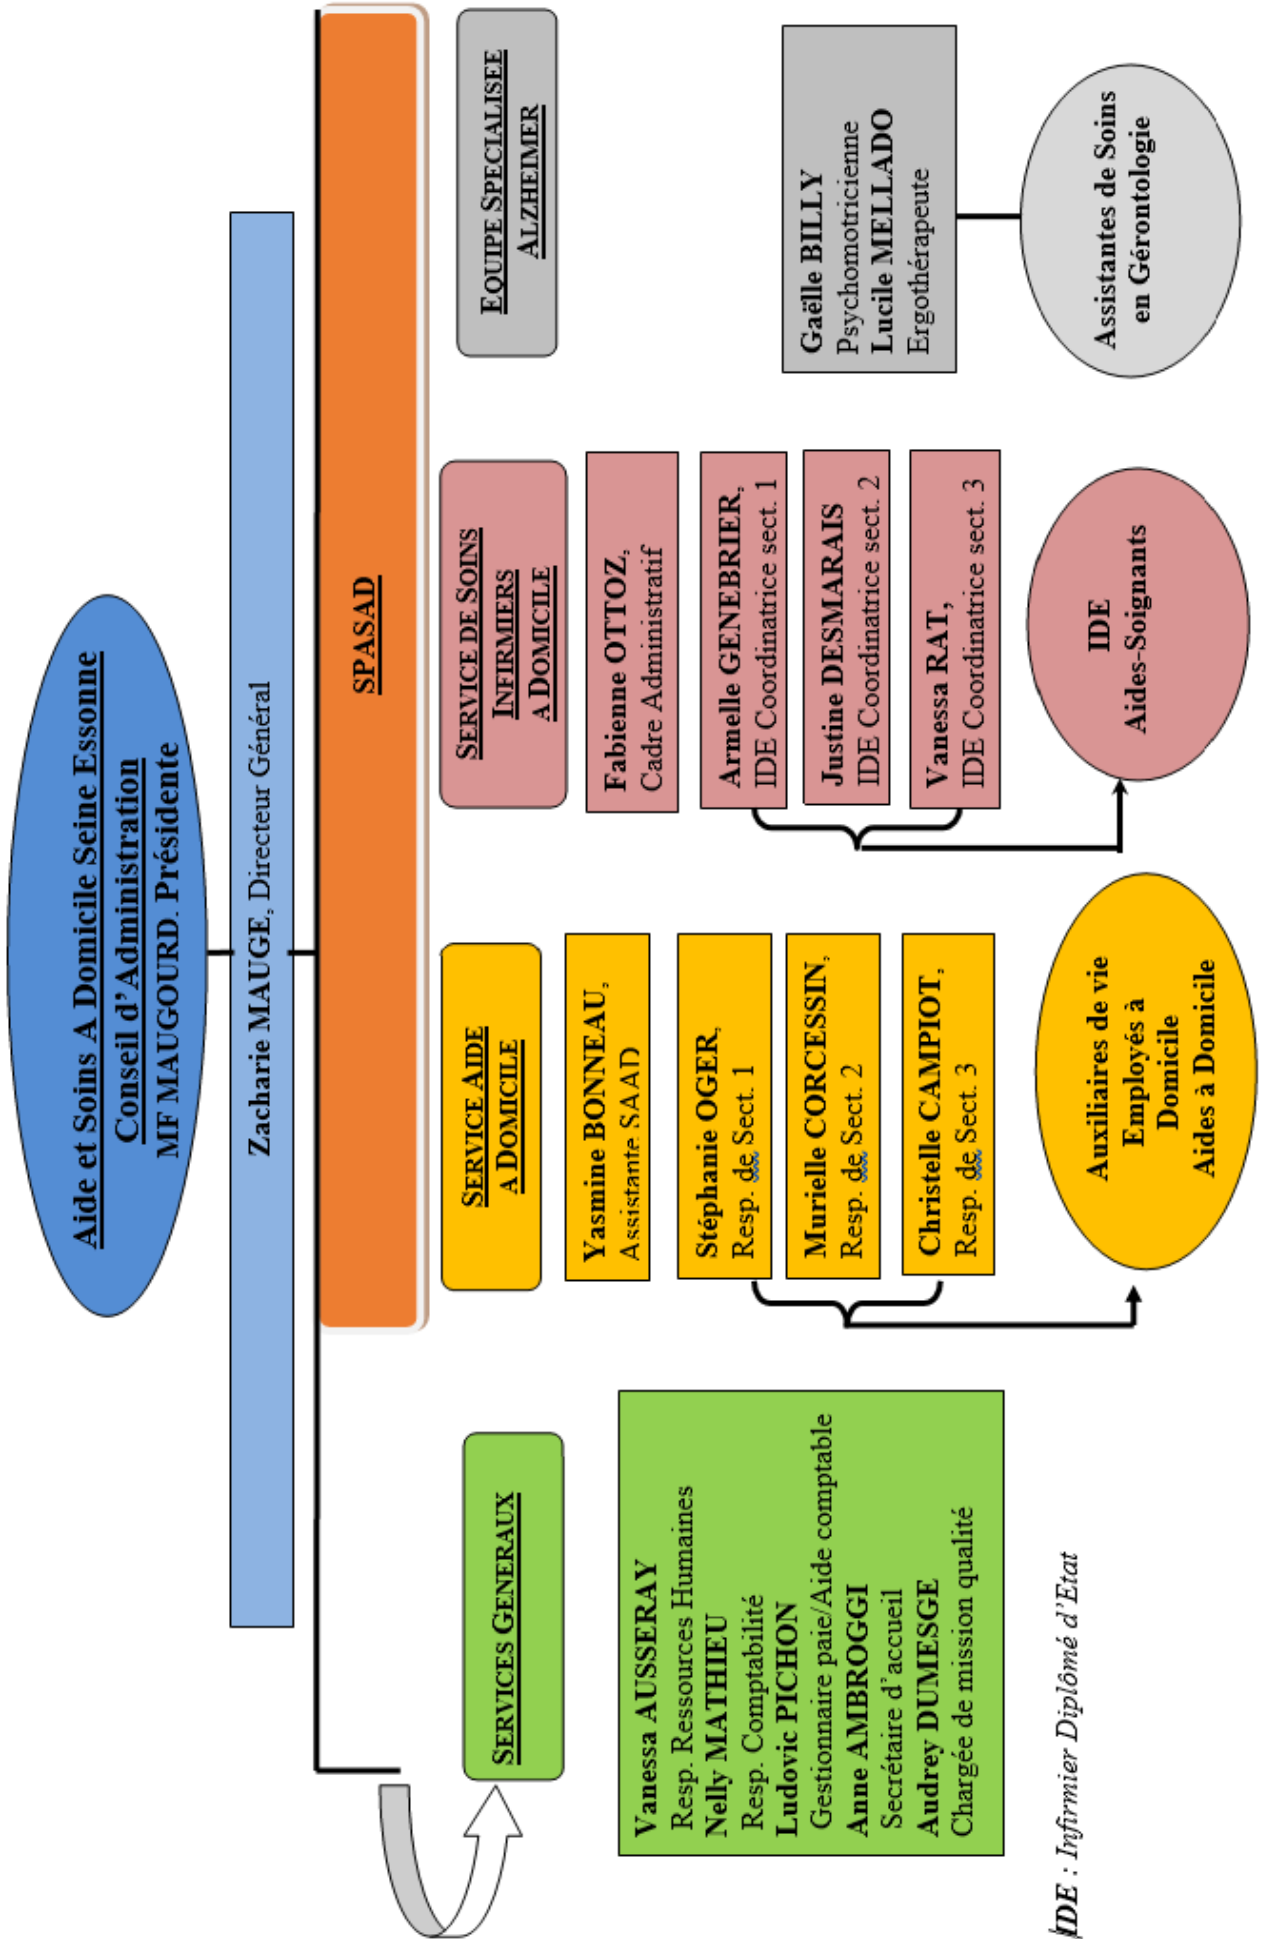 Aide et Soins A Domicile Seine Essonne
Conseil d'Administration
MF MAUGOURD. Présidente
Zacharie MAUGE, Directeur Général
SPASAD
SERVICES GENERAUX
Vanessa AUSSERAY
Resp. Ressources Humaines
Nelly MATHIEU
Resp. Comptabilité
Ludovic PICHON
Gestionnaire paie/Aide comptable
Anne AMBROGGI
Secrétaire d'accueil
Audrey DUMESGE
Chargée de mission qualité
SERVICE AIDE
A DOMICILE
Yasmine BONNEAU,
Assistante SAAD
Stéphanie OGER,
Resp. de Sect. 1
Murielle CORCESSIN,
Resp. de Sect. 2
Christelle CAMPIOT,
Resp. de Sect. 3
Auxiliaires de vie
Employés à
Domicile
Aides à Domicile
SERVICE DE SOINS
INFIRMIERS
A DOMICILE
Fabienne OTTOZ,
Cadre Administratif
Armelle GENEBRIER,
IDE Coordinatrice sect. 1
Justine DESMARAIS
IDE Coordinatrice sect. 2
Vanessa RAT,
IDE Coordinatrice sect. 3
IDE
Aides-Soignants
EQUIPE SPECIALISEE
ALZHEIMER
Gaëlle BILLY
Psychomotricienne
Lucile MELLADO
Ergothérapeute
Assistantes de Soins
en Gérontologie
IDE : Infirmier Diplômé d'Etat